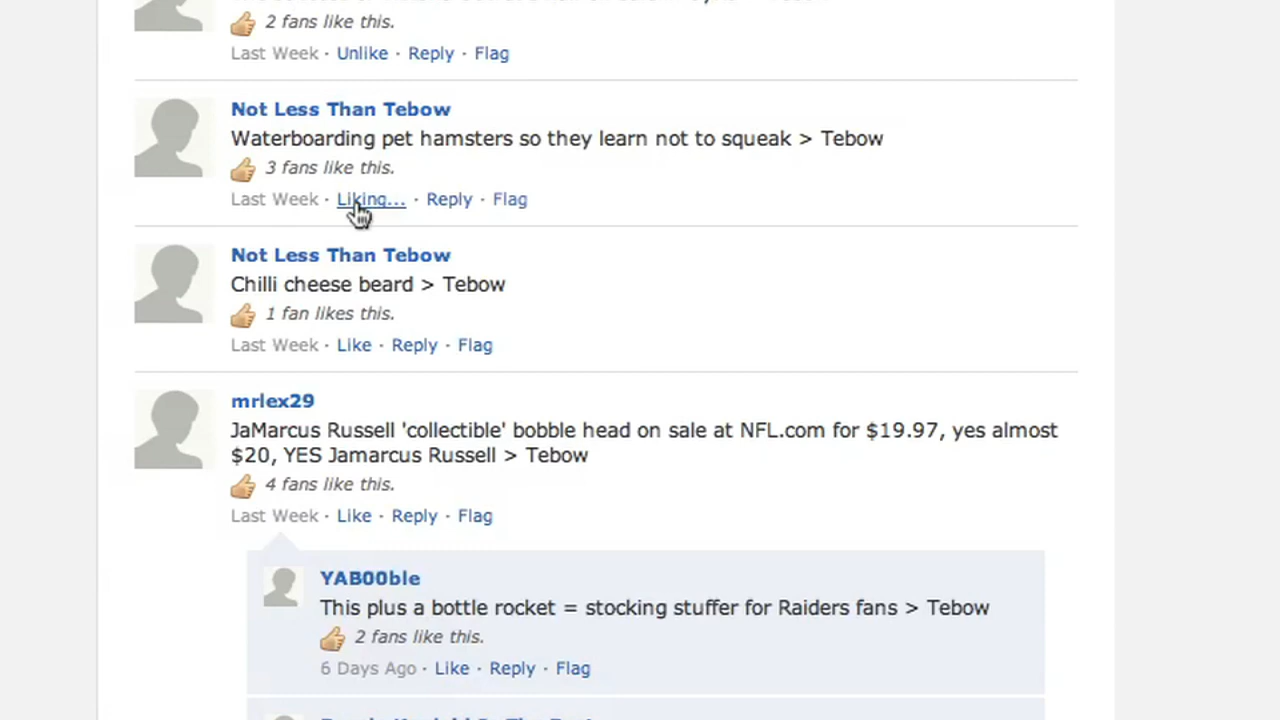 2 fans like this.
Last Week · Unlike · Reply · Flag
Not Less Than Tebow
Waterboarding pet hamsters so they learn not to squeak > Tebow
3 fans like this.
Last Week · Liking... · Reply · Flag
Not Less Than Tebow
Chilli cheese beard > Tebow
1 fan likes this.
Last Week · Like · Reply · Flag
mrlex29
JaMarcus Russell 'collectible' bobble head on sale at NFL.com for $19.97, yes almost
$20, YES Jamarcus Russell > Tebow
4 fans like this.
Last Week · Like · Reply · Flag
YAB00ble
This plus a bottle rocket = stocking stuffer for Raiders fans > Tebow
2 fans like this.
6 Days Ago · Like · Reply · Flag